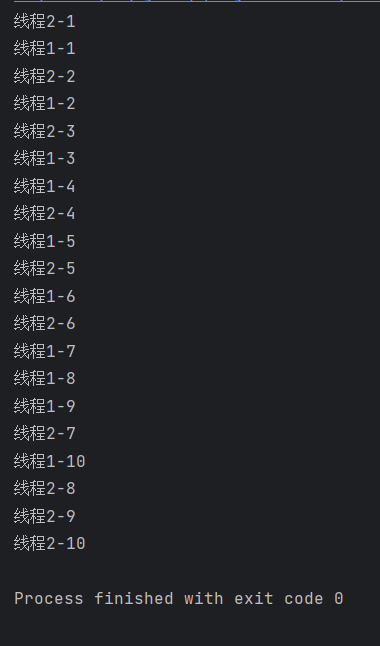 线程2-1
线程1-1
线程2-2
线程1-2
线程2-3
线程1-3
线程1-4
线程2-4
线程1-5
线程2-5
线程1-6
线程2-6
线程1-7
线程1-8
线程1-9
线程2-7
线程1-10
线程2-8
线程2-9
线程2-10
Process finished with exit code 0